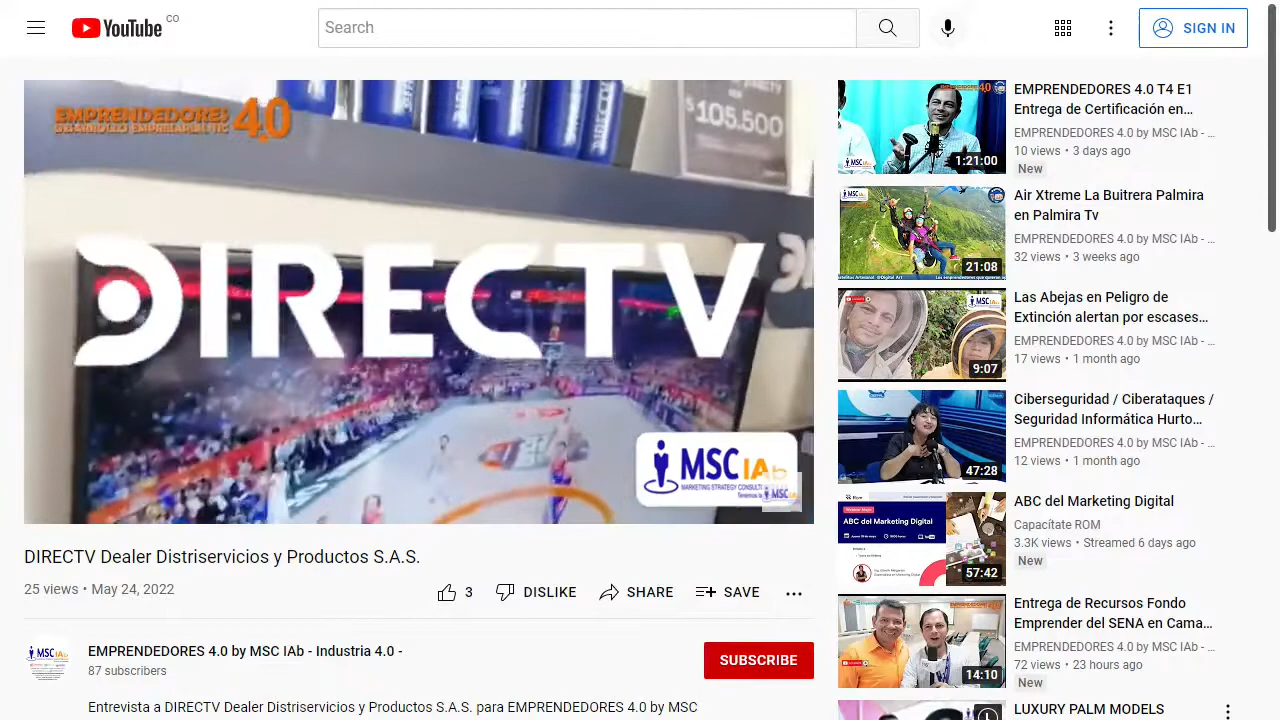 YouTube CO
Search
SIGN IN
EMPRENDEDORES 4.0
$105.500
DIRECTV
MSC IAb
MARKETING STRATEGY CONSULTI
DIRECTV Dealer Disriservicios y Productos S.A.S.
25 views • May 24, 2022
3
DISLIKE
SHARE
SAVE
EMPRENDEDORES 4.0 by MSC IAb - Industria 4.0 -
87 subscribers
SUBSCRIBE
Entrevista a DIRECTV Dealer Dimservicios y Productos S.A.S. para EMPRENDEDORES 4.0 by MSC
1:21:00
EMPRENDEDORES 4.0 T4 E1
Entrega de Certificación en...
EMPRENDEDORES 4.0 by MSC IAb - ...
10 views • 3 days ago
New
21:08
Air Xtreme La Buitrera Palmira
en Palmira Tv
EMPRENDEDORES 4.0 by MSC IAb - ...
32 views • 3 weeks ago
9:07
Las Abejas en Peligro de
Extinción alertan por escases...
EMPRENDEDORES 4.0 by MSC IAb - ...
17 views • 1 month ago
47:28
Ciberseguridad / Ciberataques /
Seguridad Informática Hurto...
EMPRENDEDORES 4.0 by MSC IAb - ...
12 views • 1 month ago
ABC del Marketing Digital
57:42
ABC del Marketing Digital
Capacítate ROM
3.3K views • Streamed 6 days ago
New
14:10
Entrega de Recursos Fondo
Emprender del SENA en Cama...
EMPRENDEDORES 4.0 by MSC IAb - ...
72 views • 23 hours ago
New
LUXURY PALM MODELS